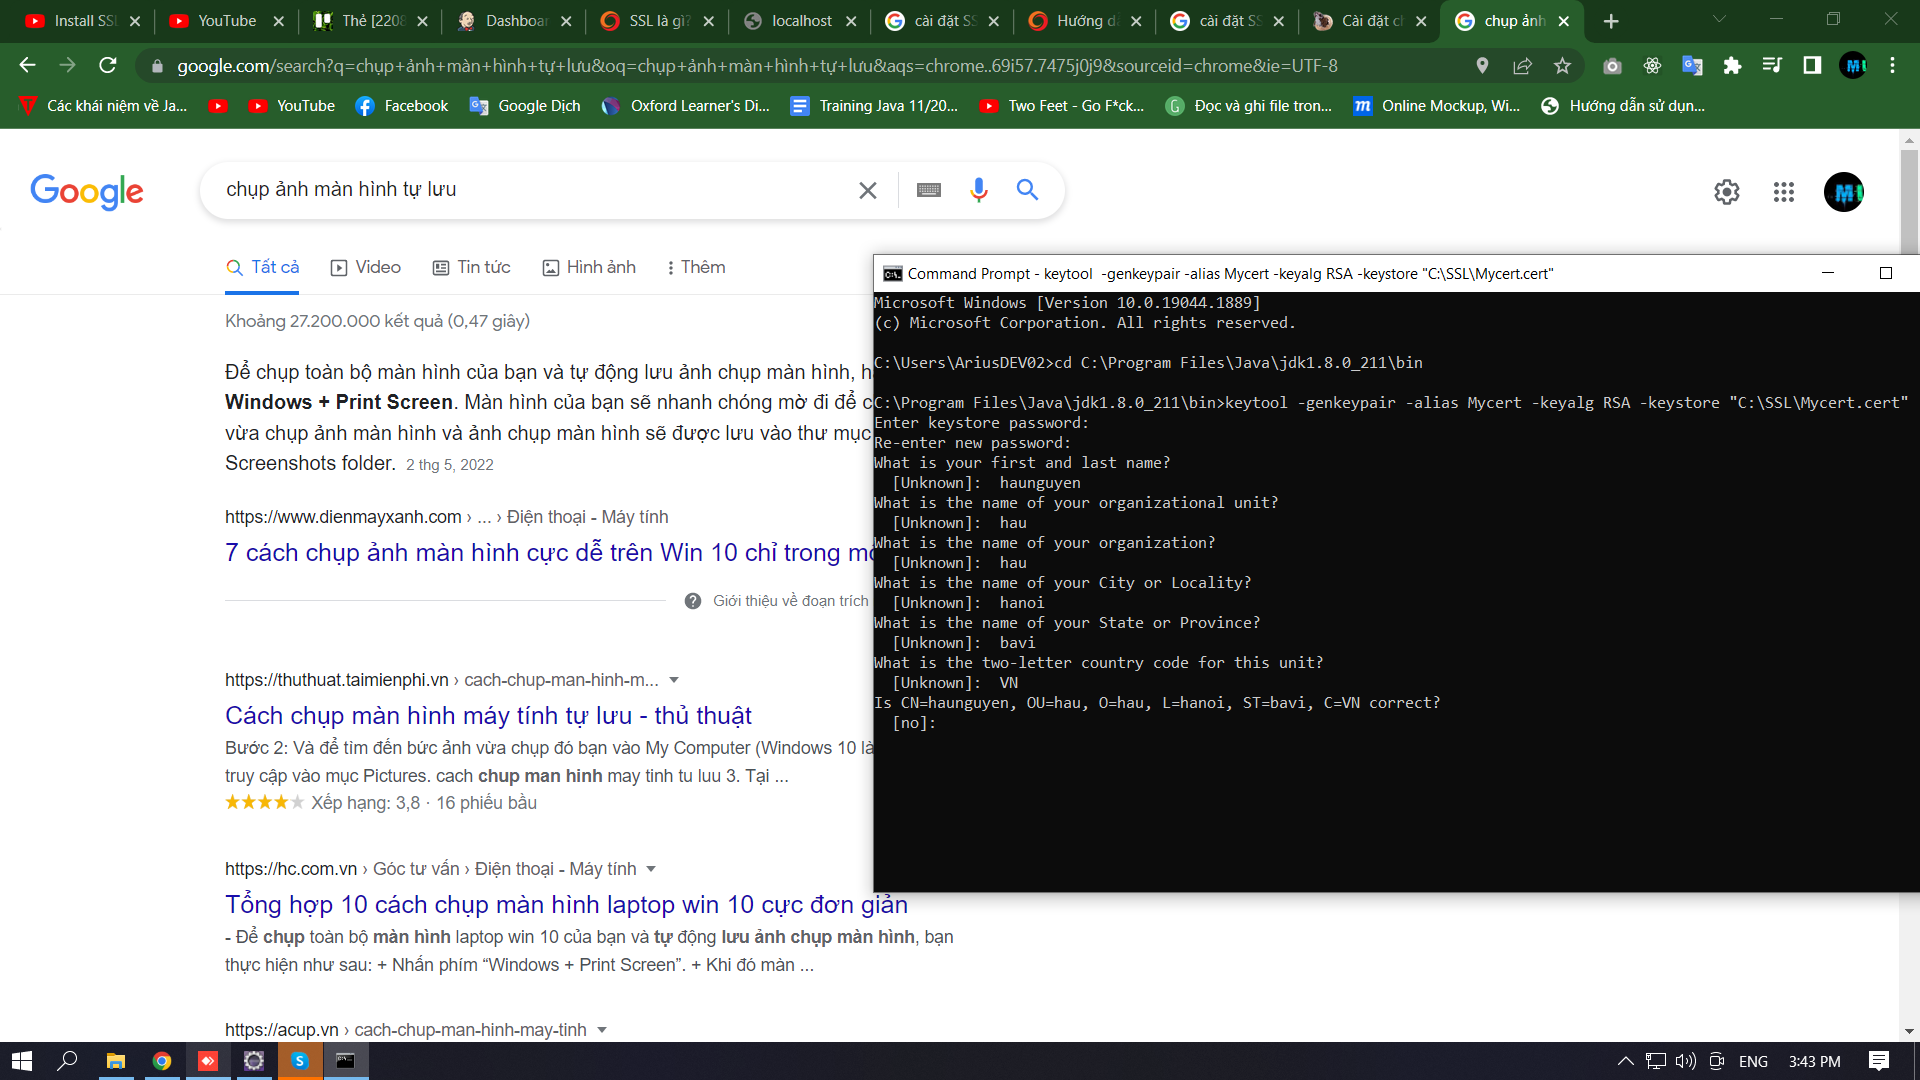 Install SSL
YouTube
Thẻ [2208
Dashboar
SSL là gì?
localhost
cài đặt SS
Hướng d
cài đặt SS
Cài đặt ch
chụp ảnh
google.com/search?q=chụp+ảnh+màn+hình+tự+lưu&oq=chụp+ảnh+màn+hình+tự+lưu&aqs=chrome..69i57.7475j0j9&sourceid=chrome&ie=UTF-8
Các khái niệm về Ja...
YouTube
Facebook
Google Dịch
Oxford Learner's Di...
Training Java 11/20...
Two Feet - Go F*ck...
Đọc và ghi file tron...
Online Mockup, Wi...
Hướng dẫn sử dụn...
Google
chụp ảnh màn hình tự lưu
Tất cả
Video
Tin tức
Hình ảnh
Thêm
Khoảng 27.200.000 kết quả (0,47 giây)
Để chụp toàn bộ màn hình của bạn và tự động lưu ảnh chụp màn hình, h
Windows + Print Screen. Màn hình của bạn sẽ nhanh chóng mờ đi để c
vừa chụp ảnh màn hình và ảnh chụp màn hình sẽ được lưu vào thư mục
Screenshots folder. 2 thg 5, 2022
https://www.dienmayxanh.com › ... › Điện thoại - Máy tính
7 cách chụp ảnh màn hình cực dễ trên Win 10 chỉ trong mo
Giới thiệu về đoạn trích
https://thuthuat.taimienphi.vn › cach-chup-man-hinh-m...
Cách chụp màn hình máy tính tự lưu - thủ thuật
Bước 2: Và để tìm đến bức ảnh vừa chụp đó bạn vào My Computer (Windows 10 là
truy cập vào mục Pictures. cach chup man hinh may tinh tu luu 3. Tại ...
Xếp hạng: 3,8 · 16 phiếu bầu
https://hc.com.vn › Góc tư vấn › Điện thoại - Máy tính
Tổng hợp 10 cách chụp màn hình laptop win 10 cực đơn giản
- Để chụp toàn bộ màn hình laptop win 10 của bạn và tự động lưu ảnh chụp màn hình, bạn
thực hiện như sau: + Nhấn phím “Windows + Print Screen”. + Khi đó màn ...
https://acup.vn › cach-chup-man-hinh-may-tinh
Command Prompt - keytool  -genkeypair -alias Mycert -keyalg RSA -keystore "C:\SSL\Mycert.cert"
Microsoft Windows [Version 10.0.19044.1889]
(c) Microsoft Corporation. All rights reserved.
C:\Users\AriusDEV02>cd C:\Program Files\Java\jdk1.8.0_211\bin
C:\Program Files\Java\jdk1.8.0_211\bin>keytool -genkeypair -alias Mycert -keyalg RSA -keystore "C:\SSL\Mycert.cert"
Enter keystore password:
Re-enter new password:
What is your first and last name?
[Unknown]:  haunguyen
What is the name of your organizational unit?
[Unknown]:  hau
What is the name of your organization?
[Unknown]:  hau
What is the name of your City or Locality?
[Unknown]:  hanoi
What is the name of your State or Province?
[Unknown]:  bavi
What is the two-letter country code for this unit?
[Unknown]:  VN
Is CN=haunguyen, OU=hau, O=hau, L=hanoi, ST=bavi, C=VN correct?
[no]:
ENG
3:43 PM